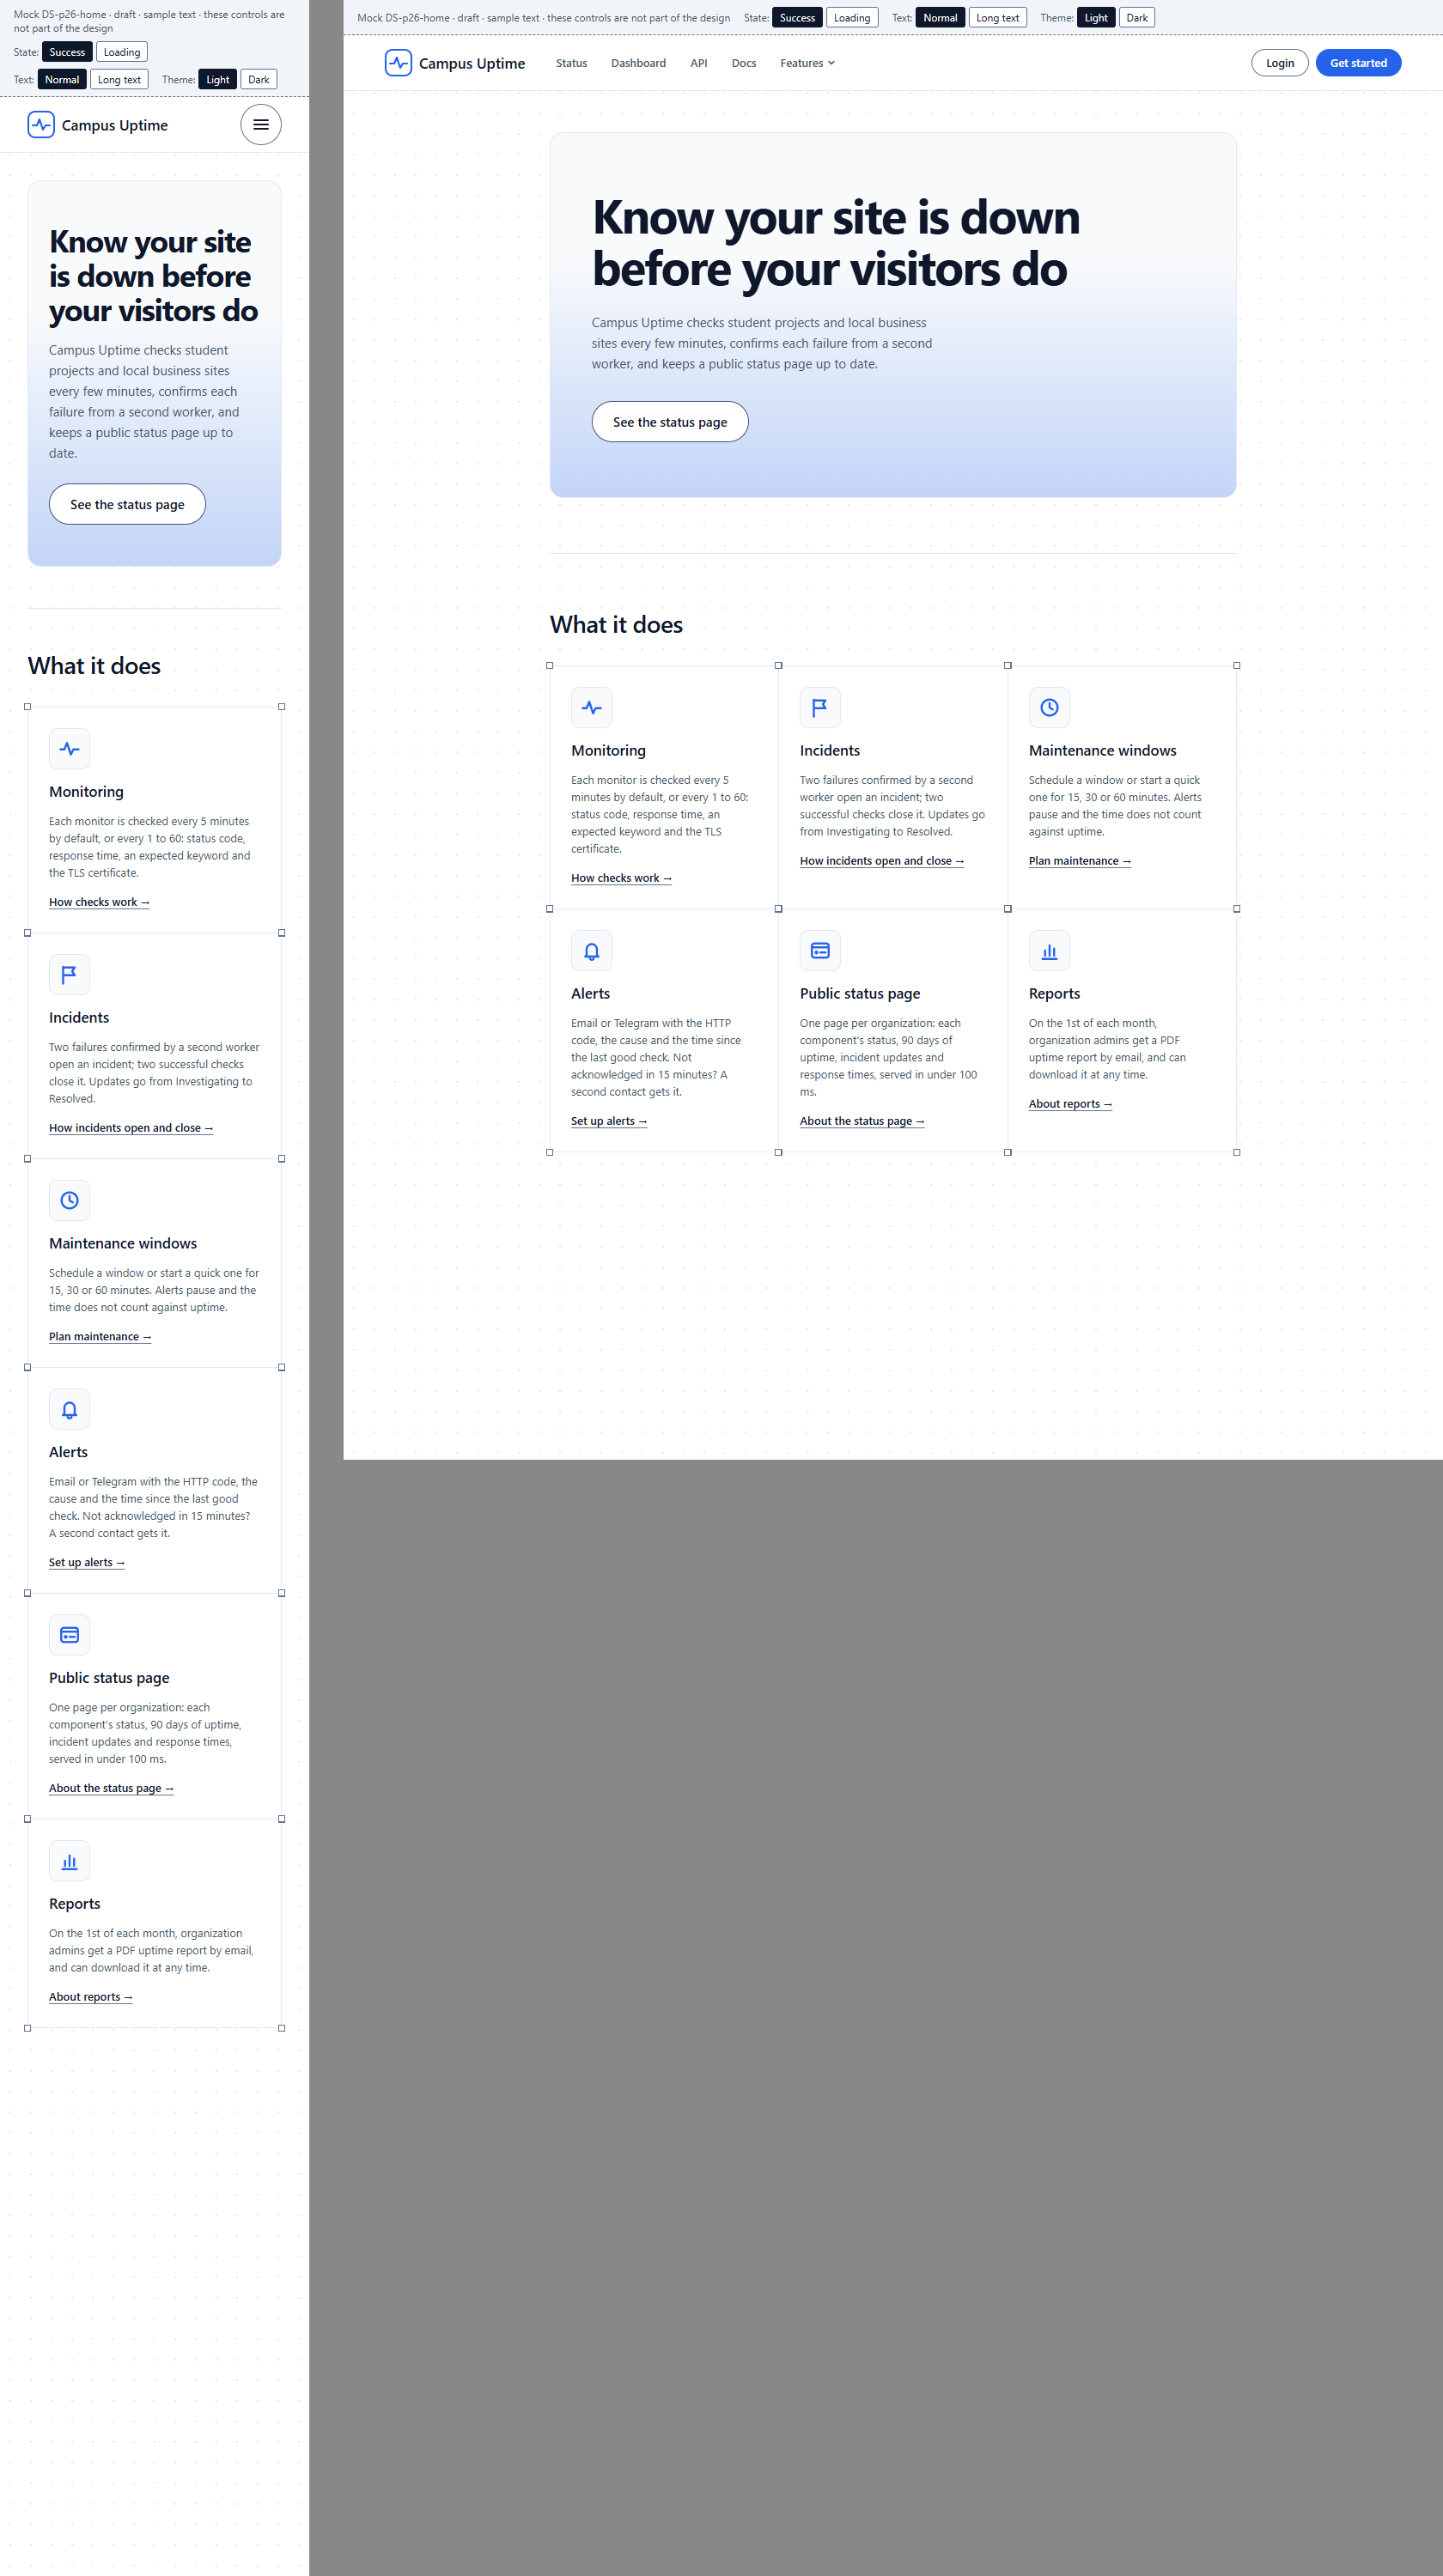 Mock DS-p26-home · draft · sample text · these controls are
not part of the design
State: Success Loading
Text: Normal Long text Theme: Light Dark
Campus Uptime
Know your site
is down before
your visitors do
Campus Uptime checks student
projects and local business sites
every few minutes, confirms each
failure from a second worker, and
keeps a public status page up to
date.
See the status page
What it does
Monitoring
Each monitor is checked every 5 minutes
by default, or every 1 to 60: status code,
response time, an expected keyword and
the TLS certificate.
How checks work →
Incidents
Two failures confirmed by a second worker
open an incident; two successful checks
close it. Updates go from Investigating to
Resolved.
How incidents open and close →
Maintenance windows
Schedule a window or start a quick one for
15, 30 or 60 minutes. Alerts pause and the
time does not count against uptime.
Plan maintenance →
Alerts
Email or Telegram with the HTTP code, the
cause and the time since the last good
check. Not acknowledged in 15 minutes?
A second contact gets it.
Set up alerts →
Public status page
One page per organization: each
component's status, 90 days of uptime,
incident updates and response times,
served in under 100 ms.
About the status page →
Reports
On the 1st of each month, organization
admins get a PDF uptime report by email,
and can download it at any time.
About reports →
Mock DS-p26-home · draft · sample text · these controls are not part of the design State: Success Loading Text: Normal Long text Theme: Light Dark
Campus Uptime Status Dashboard API Docs Features Login Get started
Know your site is down
before your visitors do
Campus Uptime checks student projects and local business
sites every few minutes, confirms each failure from a second
worker, and keeps a public status page up to date.
See the status page
What it does
Monitoring
Each monitor is checked every 5
minutes by default, or every 1 to 60:
status code, response time, an
expected keyword and the TLS
certificate.
How checks work →
Incidents
Two failures confirmed by a second
worker open an incident; two
successful checks close it. Updates go
from Investigating to Resolved.
How incidents open and close →
Maintenance windows
Schedule a window or start a quick
one for 15, 30 or 60 minutes. Alerts
pause and the time does not count
against uptime.
Plan maintenance →
Alerts
Email or Telegram with the HTTP
code, the cause and the time since
the last good check. Not
acknowledged in 15 minutes? A
second contact gets it.
Set up alerts →
Public status page
One page per organization: each
component's status, 90 days of
uptime, incident updates and
response times, served in under 100
ms.
About the status page →
Reports
On the 1st of each month,
organization admins get a PDF
uptime report by email, and can
download it at any time.
About reports →